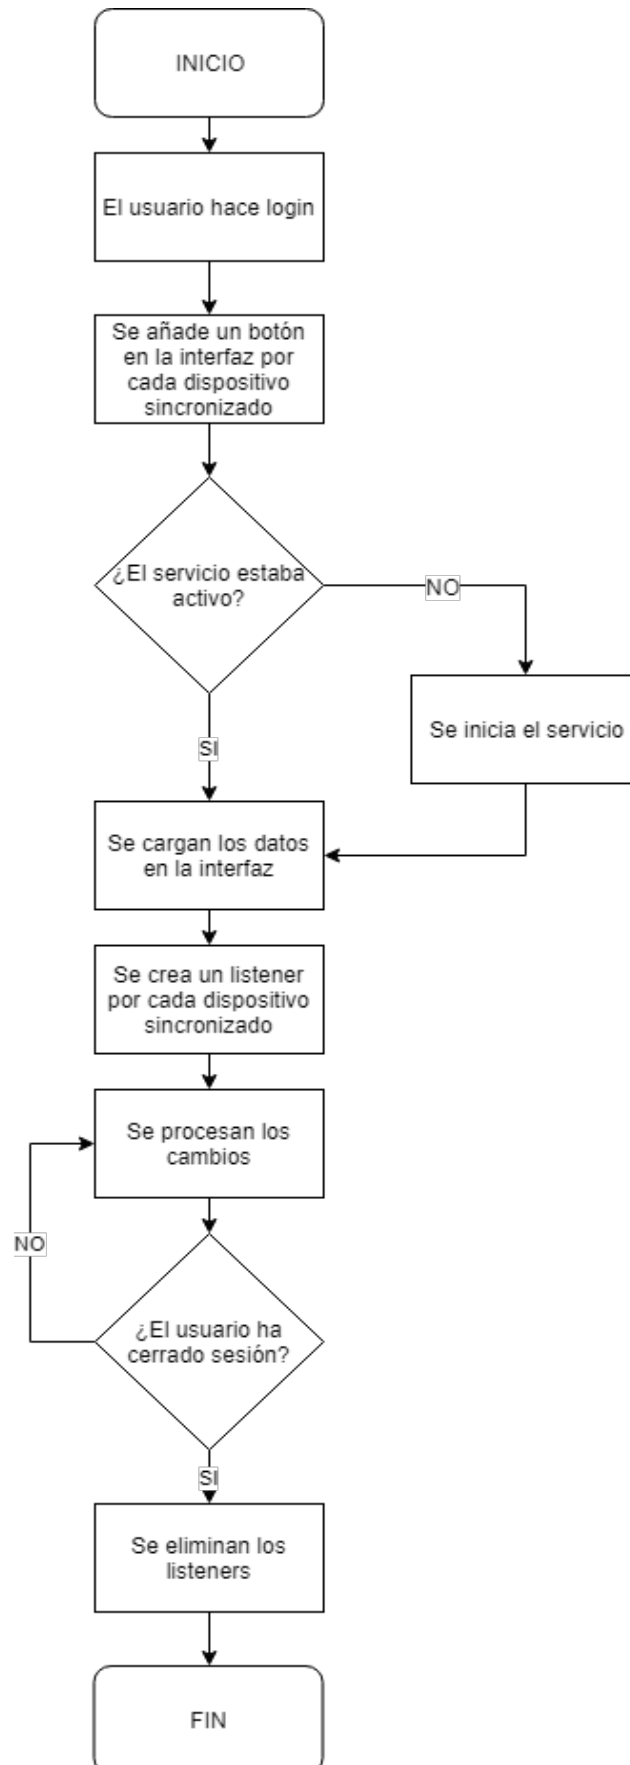 INICIO
El usuario hace login
Se añade un botón
en la interfaz por
cada dispositivo
sincronizado
¿El servicio estaba
activo?
NO
Se inicia el servicio
SI
Se cargan los datos
en la interfaz
Se crea un listener
por cada dispositivo
sincronizado
Se procesan los
cambios
NO
¿El usuario ha
cerrado sesión?
SI
Se eliminan los
listeners
FIN